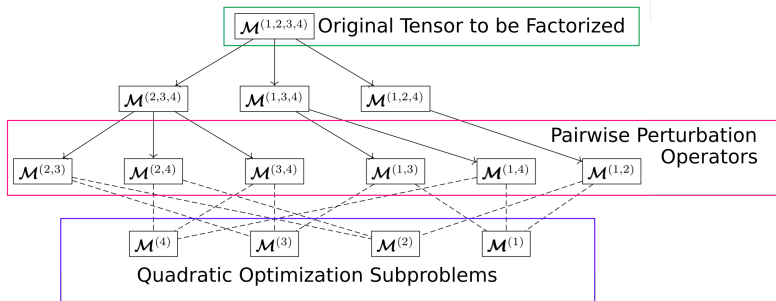 𝓜^(1,2,3,4) Original Tensor to be Factorized
𝓜^(2,3,4) 𝓜^(1,3,4) 𝓜^(1,2,4)
Pairwise Perturbation
Operators
𝓜^(2,3) 𝓜^(2,4) 𝓜^(3,4) 𝓜^(1,3) 𝓜^(1,4) 𝓜^(1,2)
𝓜^(4) 𝓜^(3) 𝓜^(2) 𝓜^(1)
Quadratic Optimization Subproblems